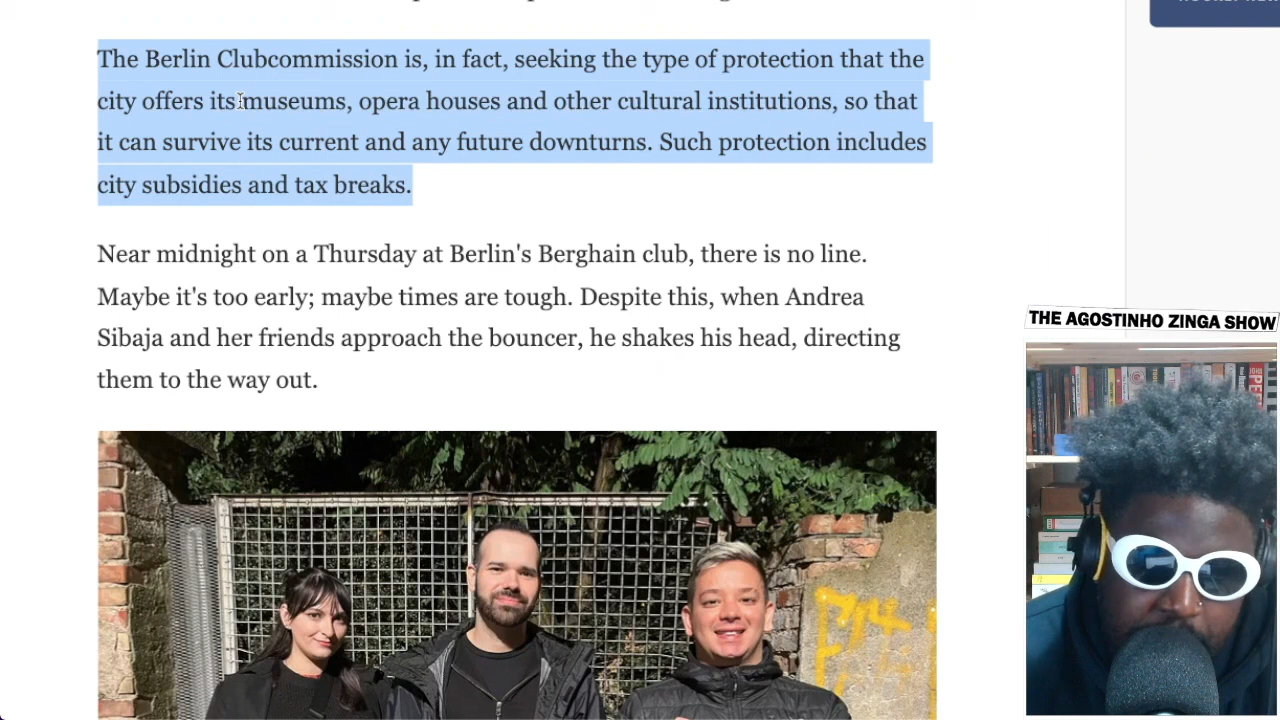 The Berlin Clubcommission is, in fact, seeking the type of protection that the
city offers its museums, opera houses and other cultural institutions, so that
it can survive its current and any future downturns. Such protection includes
city subsidies and tax breaks.
Near midnight on a Thursday at Berlin's Berghain club, there is no line.
Maybe it's too early; maybe times are tough. Despite this, when Andrea
Sibaja and her friends approach the bouncer, he shakes his head, directing
them to the way out.
THE AGOSTINHO ZINGA SHOW